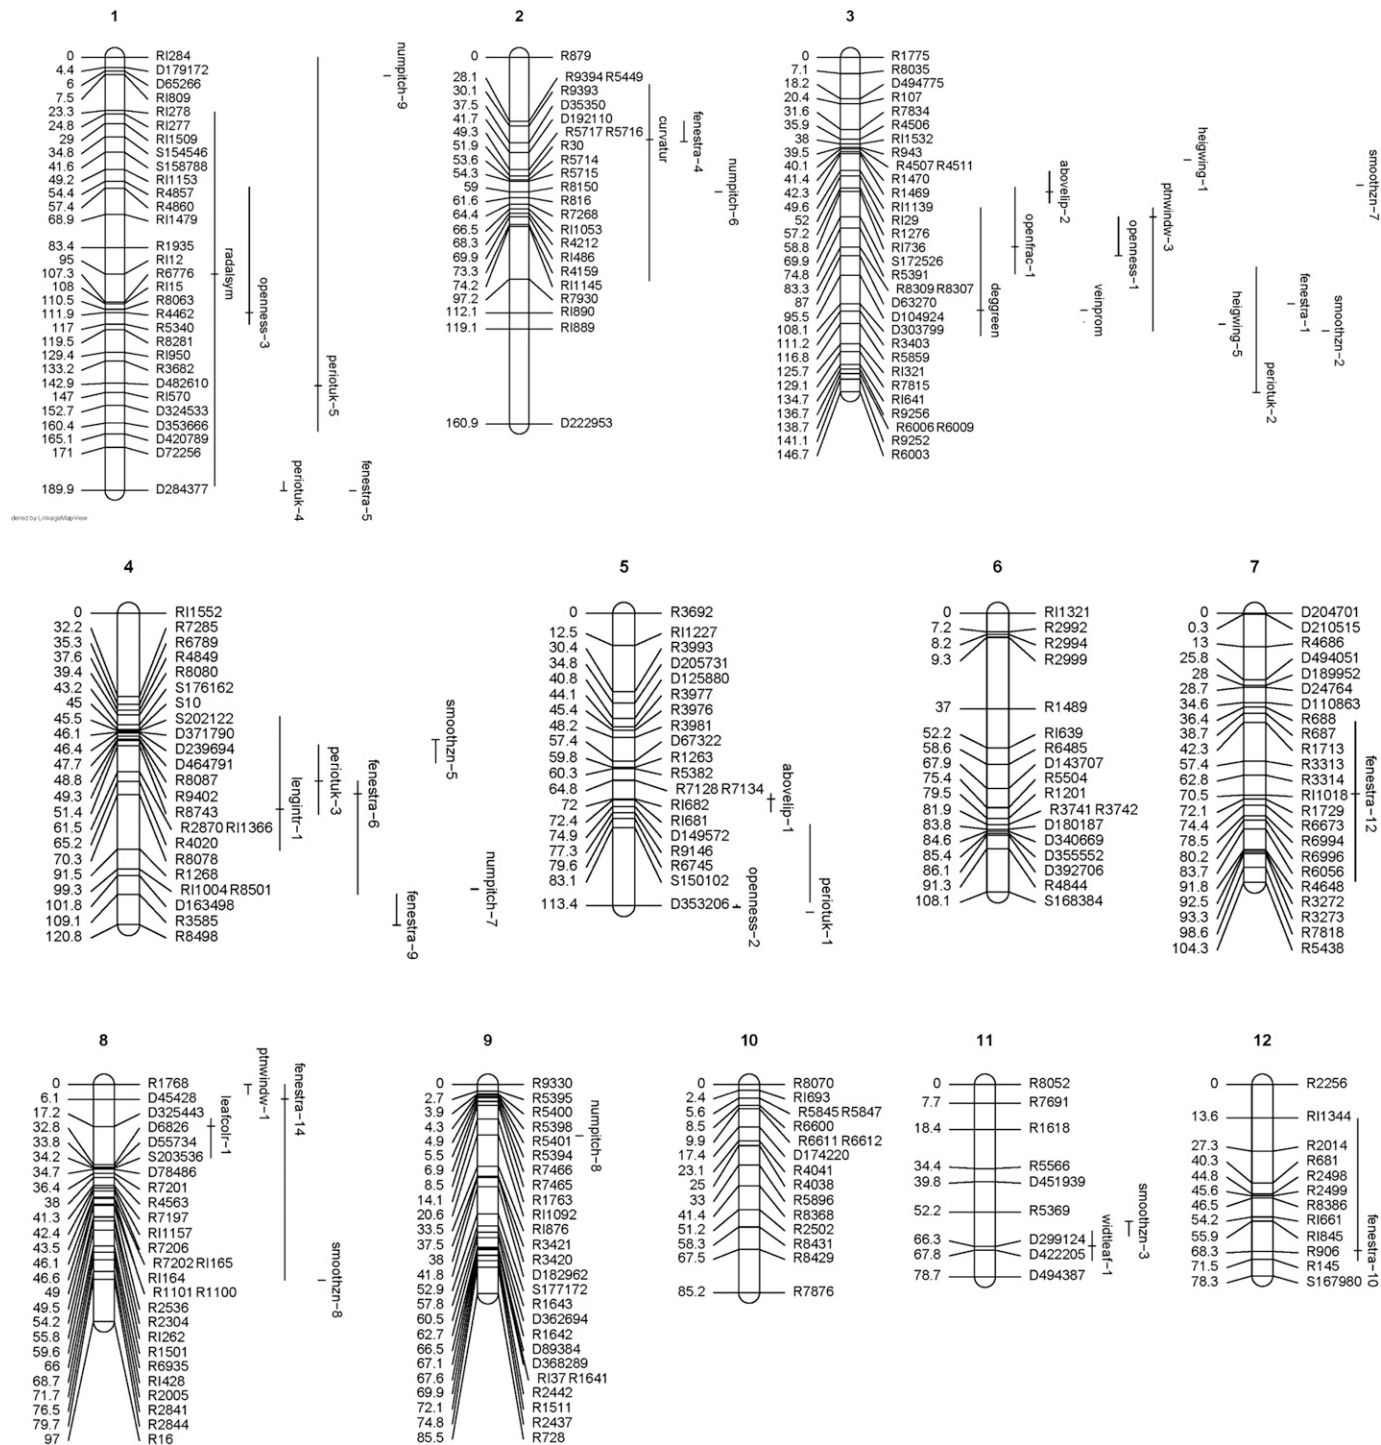 1
0 RI284
4.4 D179172
6 D65266
7.5 RI809
23.3 RI278
24.8 RI277
29 RI1509
34.8 S154546
41.6 S158788
49.2 RI1153
54.4 R4857
57.4 R4860
68.9 RI1479
83.4 R1935
95 RI12
107.3 R6776
108 RI15
110.5 R8063
111.9 R4462
117 R5340
119.5 R8281
129.4 RI950
133.2 R3682
142.9 D482610
147 RI570
152.7 D324533
160.4 D353666
165.1 D420789
171 D72256
189.9 D284377
radalsym
openness-3
periotuk-4
periotuk-5
fenestra-5
numpitch-9
dered by LinkageMapView
2
0 R879
28.1 R9394 R5449
30.1 R9393
37.5 D35350
41.7 D192110
49.3 R5717 R5716
51.9 R30
53.6 R5714
54.3 R5715
59 R8150
61.6 R816
64.4 R7268
66.5 RI1053
68.3 R4212
69.9 RI486
73.3 R4159
74.2 RI1145
97.2 R7930
112.1 RI890
119.1 RI889
160.9 D222953
curvatur
fenestra-4
numpitch-6
3
0 R1775
7.1 R8035
18.2 D494775
20.4 R107
31.6 R7834
35.9 R4506
38 RI1532
39.5 R943
40.1 R4507 R4511
41.4 R1470
42.3 R1469
49.6 RI1139
52 RI29
57.2 R1276
58.8 RI736
69.9 S172526
74.8 R5391
83.3 R8309 R8307
87 D63270
95.5 D104924
108.1 D303799
111.2 R3403
116.8 R5859
125.7 RI321
129.1 R7815
134.7 RI641
136.7 R9256
138.7 R6006 R6009
141.1 R9252
146.7 R6003
deggreen
openfrac-1
abovelip-2
veinprom
openness-1
ptnwindw-3
heigwing-1
heigwing-5
periotuk-2
fenestra-1
smoothzn-2
smoothzn-7
4
0 RI1552
32.2 R7285
35.3 R6789
37.6 R4849
39.4 R8080
43.2 S176162
45 S10
45.5 S202122
46.1 D371790
46.4 D239694
47.7 D464791
48.8 R8087
49.3 R9402
51.4 R8743
61.5 R2870 RI1366
65.2 R4020
70.3 R8078
91.5 R1268
99.3 RI1004 R8501
101.8 D163498
109.1 R3585
120.8 R8498
lengintr-1
periotuk-3
fenestra-6
fenestra-9
smoothzn-5
numpitch-7
5
0 R3692
12.5 RI1227
30.4 R3993
34.8 D205731
40.8 D125880
44.1 R3977
45.4 R3976
48.2 R3981
57.4 D67322
59.8 R1263
60.3 R5382
64.8 R7128 R7134
72 RI682
72.4 RI681
74.9 D149572
77.3 R9146
79.6 R6745
83.1 S150102
113.4 D353206
openness-2
abovelip-1
periotuk-1
6
0 RI1321
7.2 R2992
8.2 R2994
9.3 R2999
37 R1489
52.2 RI639
58.6 R6485
67.9 D143707
75.4 R5504
79.5 R1201
81.9 R3741 R3742
83.8 D180187
84.6 D340669
85.4 D355552
86.1 D392706
91.3 R4844
108.1 S168384
7
0 D204701
0.3 D210515
13 R4686
25.8 D494051
28 D189952
28.7 D24764
34.6 D110863
36.4 R688
38.7 R687
42.3 R1713
57.4 R3313
62.8 R3314
70.5 RI1018
72.1 R1729
74.4 R6673
78.5 R6994
80.2 R6996
83.7 R6056
91.8 R4648
92.5 R3272
93.3 R3273
98.6 R7818
104.3 R5438
fenestra-12
8
0 R1768
6.1 D45428
17.2 D325443
32.8 D6826
33.8 D55734
34.2 S203536
34.7 D78486
36.4 R7201
38 R4563
41.3 R7197
42.4 RI1157
43.5 R7206
46.1 R7202 RI165
46.6 RI164
49 R1101 R1100
49.5 R2536
54.2 R2304
55.8 RI262
59.6 R1501
66 R6935
68.7 RI428
71.7 R2005
76.5 R2841
79.7 R2844
97 R16
leafcolr-1
ptnwindw-1
fenestra-14
smoothzn-8
9
0 R9330
2.7 R5395
3.9 R5400
4.3 R5398
4.9 R5401
5.5 R5394
6.9 R7466
8.5 R7465
14.1 R1763
20.6 RI1092
33.5 RI876
37.5 R3421
38 R3420
41.8 D182962
52.9 S177172
57.8 R1643
60.5 D362694
62.7 R1642
66.5 D89384
67.1 D368289
67.6 RI37 R1641
69.9 R2442
72.1 R1511
74.8 R2437
85.5 R728
numpitch-8
10
0 R8070
2.4 RI693
5.6 R5845 R5847
8.5 R6600
9.9 R6611 R6612
17.4 D174220
23.1 R4041
25 R4038
33 R5896
41.4 R8368
51.2 R2502
58.3 R8431
67.5 R8429
85.2 R7876
11
0 R8052
7.7 R7691
18.4 R1618
34.4 R5566
39.8 D451939
52.2 R5369
66.3 D299124
67.8 D422205
78.7 D494387
widtleaf-1
smoothzn-3
12
0 R2256
13.6 RI1344
27.3 R2014
40.3 R681
44.8 R2498
45.6 R2499
46.5 R8386
54.2 RI661
55.9 RI845
68.3 R906
71.5 R145
78.3 S167980
fenestra-10